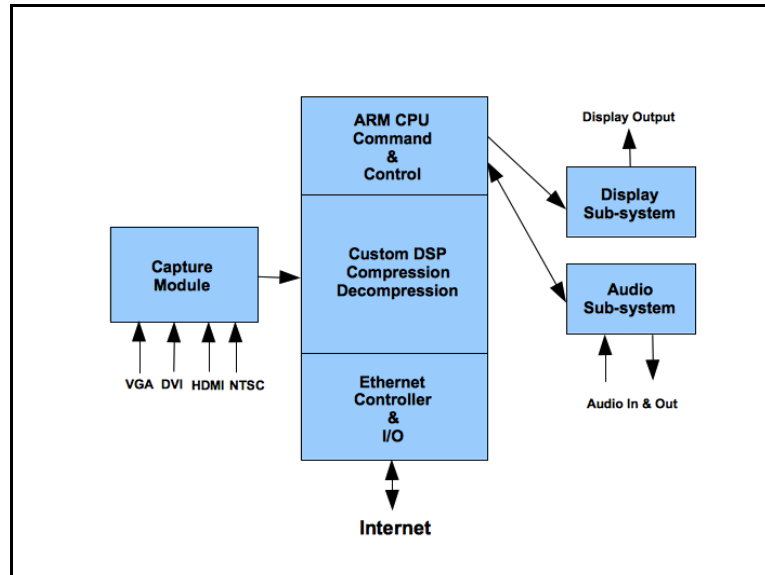 ARM CPU
Command
&
Control
Custom DSP
Compression
Decompression
Ethernet
Controller
&
I/O
Internet
Capture
Module
VGA DVI HDMI NTSC
Display Output
Display
Sub-system
Audio
Sub-system
Audio In & Out